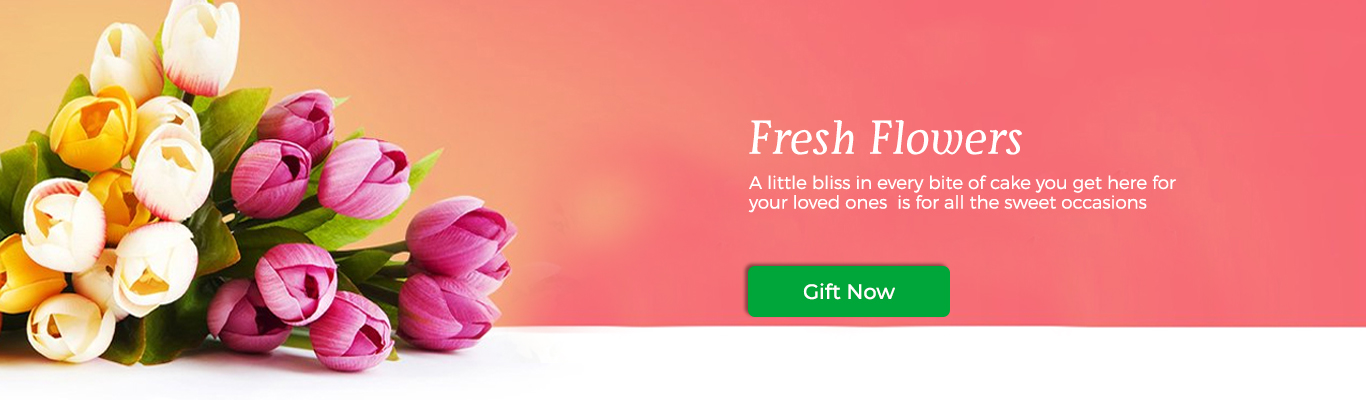 Fresh Flowers
A little bliss in every bite of cake you get here for
your loved ones  is for all the sweet occasions
Gift Now